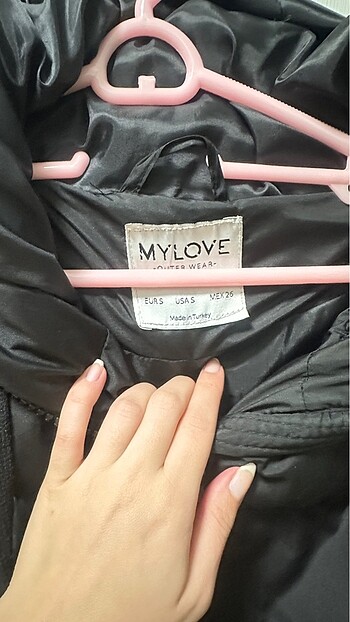 MYLOVE
-OUTER WEAR-
EUR S USA S MEX 26
Made in Turkey